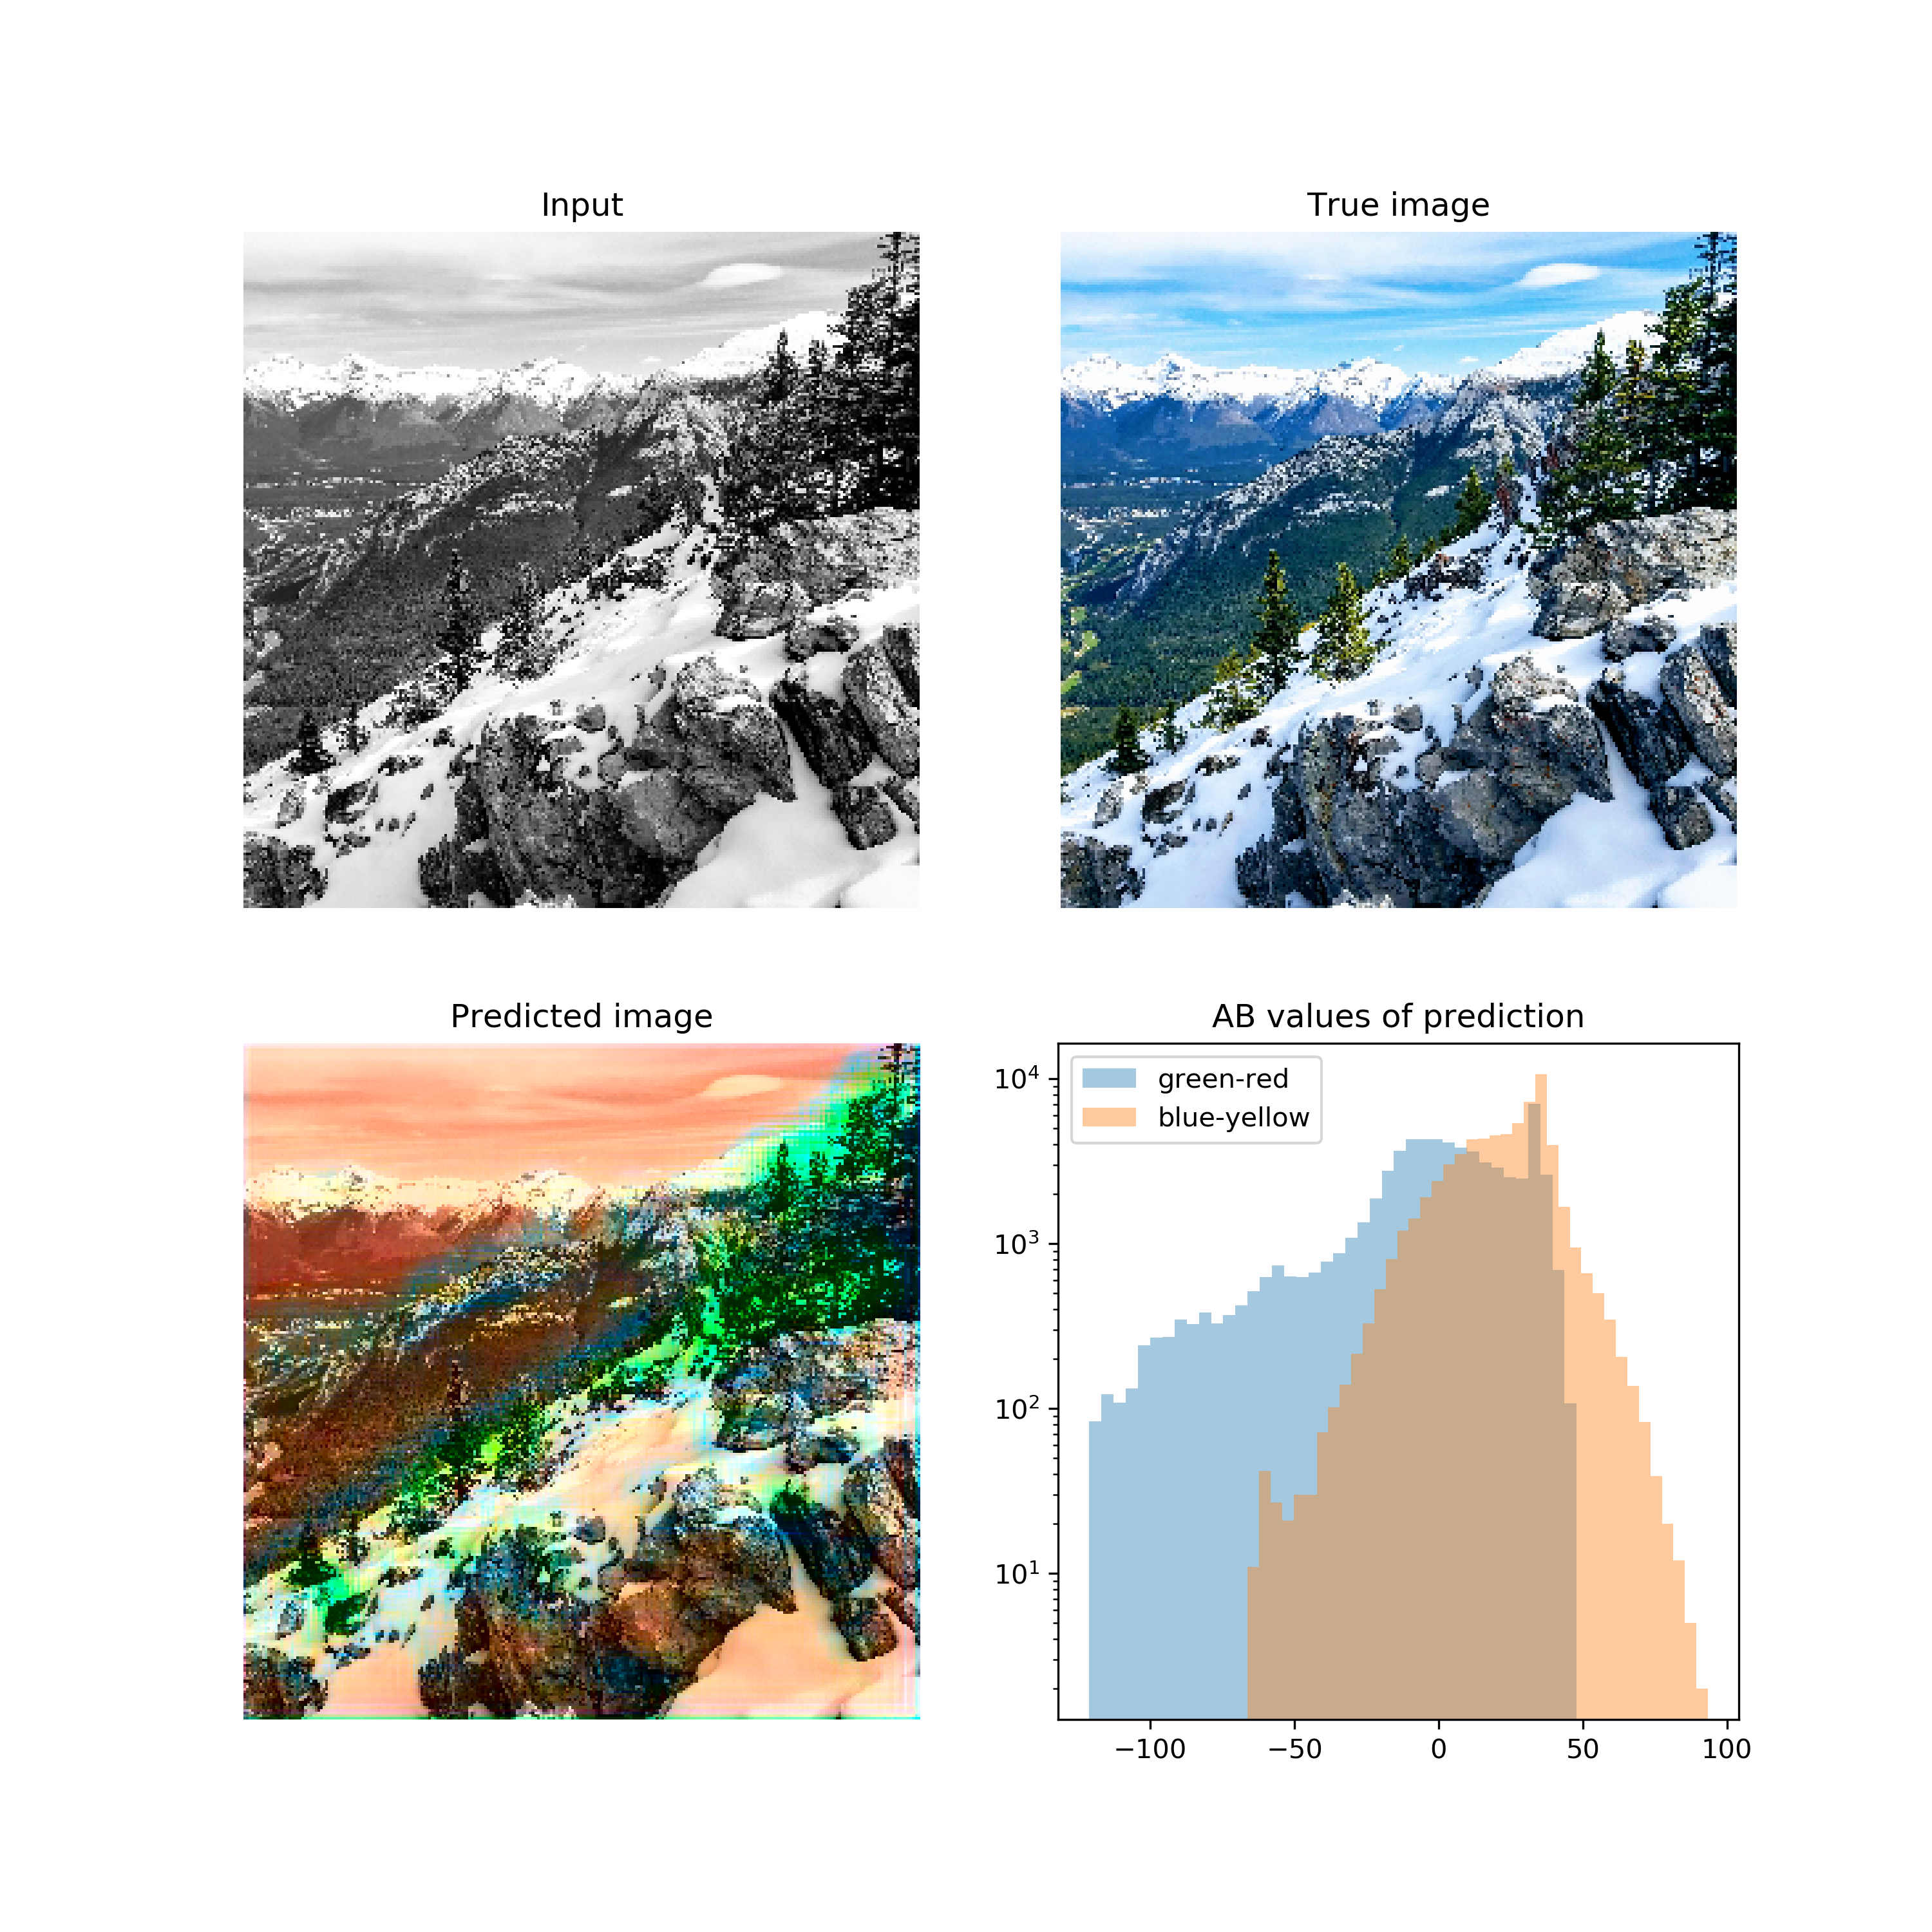 Input
True image
Predicted image
AB values of prediction
green-red
blue-yellow
10⁴
10³
10²
10¹
−100
−50
0
50
100